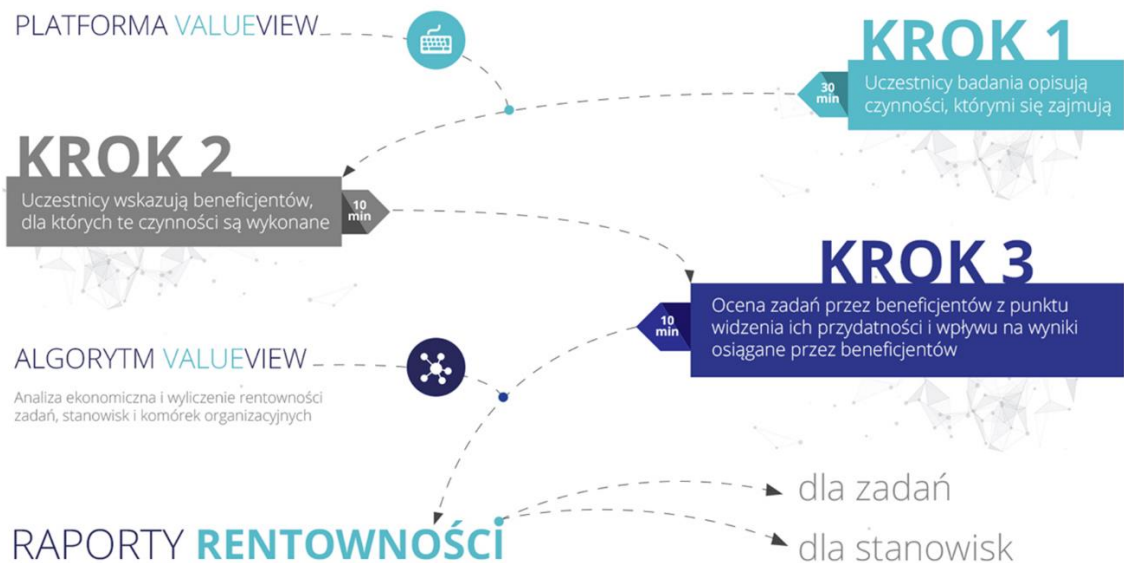 PLATFORMA VALUEVIEW
KROK 1
30
min
Uczestnicy badania opisują
czynności, którymi się zajmują
KROK 2
Uczestnicy wskazują beneficjentów,
dla których te czynności są wykonane
10
min
KROK 3
10
min
Ocena zadań przez beneficjentów z punktu
widzenia ich przydatności i wpływu na wyniki
osiągane przez beneficjentów
ALGORYTM VALUEVIEW
Analiza ekonomiczna i wyliczenie rentowności
zadań, stanowisk i komórek organizacyjnych
RAPORTY RENTOWNOŚCI
dla zadań
dla stanowisk